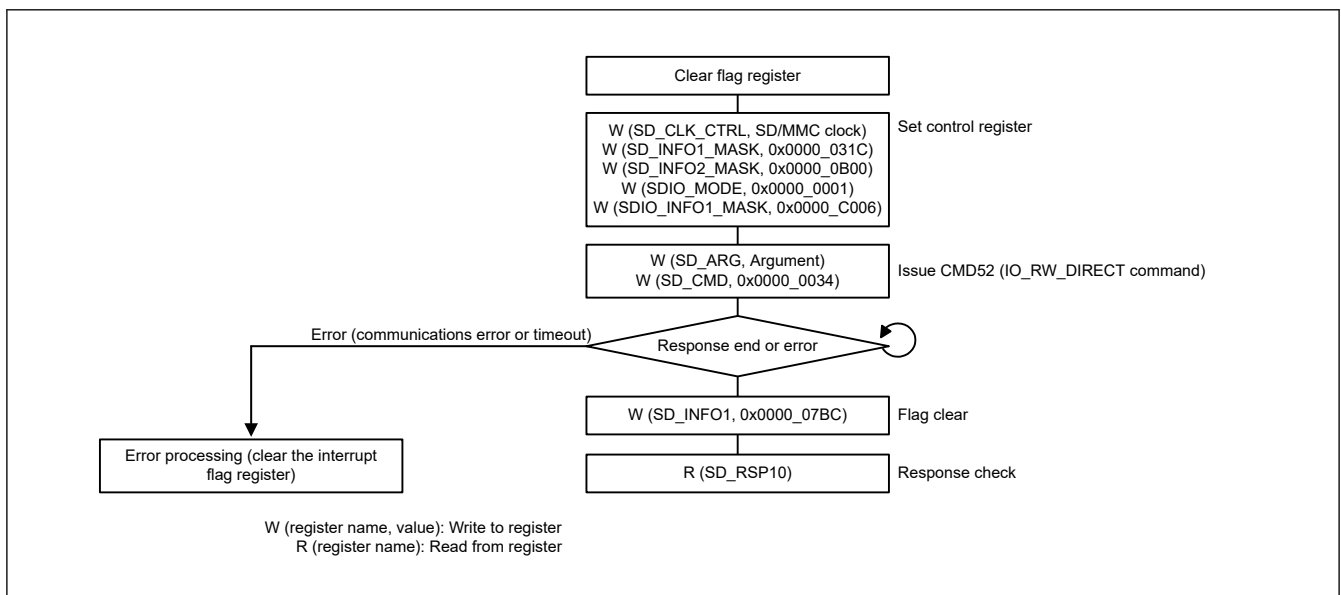 Clear flag register
W (SD_CLK_CTRL, SD/MMC clock)
W (SD_INFO1_MASK, 0x0000_031C)
W (SD_INFO2_MASK, 0x0000_0B00)
W (SDIO_MODE, 0x0000_0001)
W (SDIO_INFO1_MASK, 0x0000_C006)
Set control register
W (SD_ARG, Argument)
W (SD_CMD, 0x0000_0034)
Issue CMD52 (IO_RW_DIRECT command)
Error (communications error or timeout)
Response end or error
W (SD_INFO1, 0x0000_07BC)
Flag clear
Error processing (clear the interrupt
flag register)
R (SD_RSP10)
Response check
W (register name, value): Write to register
R (register name): Read from register